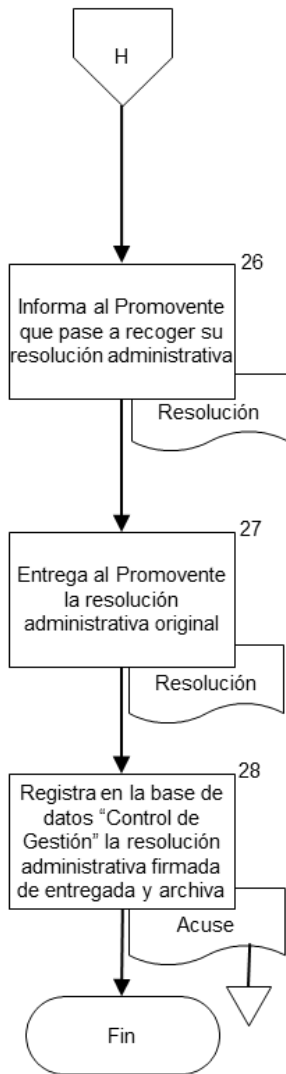 H
26
Informa al Promovente
que pase a recoger su
resolución administrativa
Resolución
27
Entrega al Promovente
la resolución
administrativa original
Resolución
28
Registra en la base de
datos “Control de
Gestión” la resolución
administrativa firmada
de entregada y archiva
Acuse
Fin